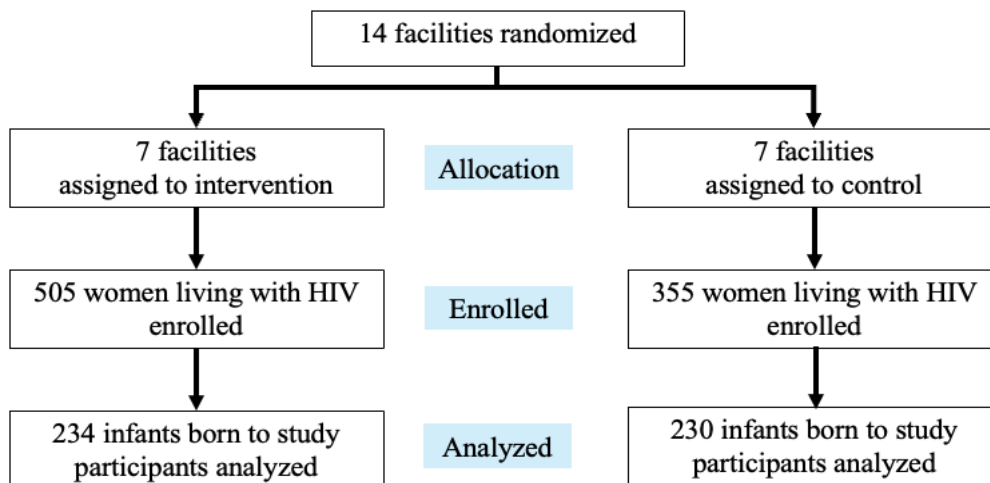 14 facilities randomized
7 facilities
assigned to intervention
Allocation
7 facilities
assigned to control
505 women living with HIV
enrolled
Enrolled
355 women living with HIV
enrolled
234 infants born to study
participants analyzed
Analyzed
230 infants born to study
participants analyzed